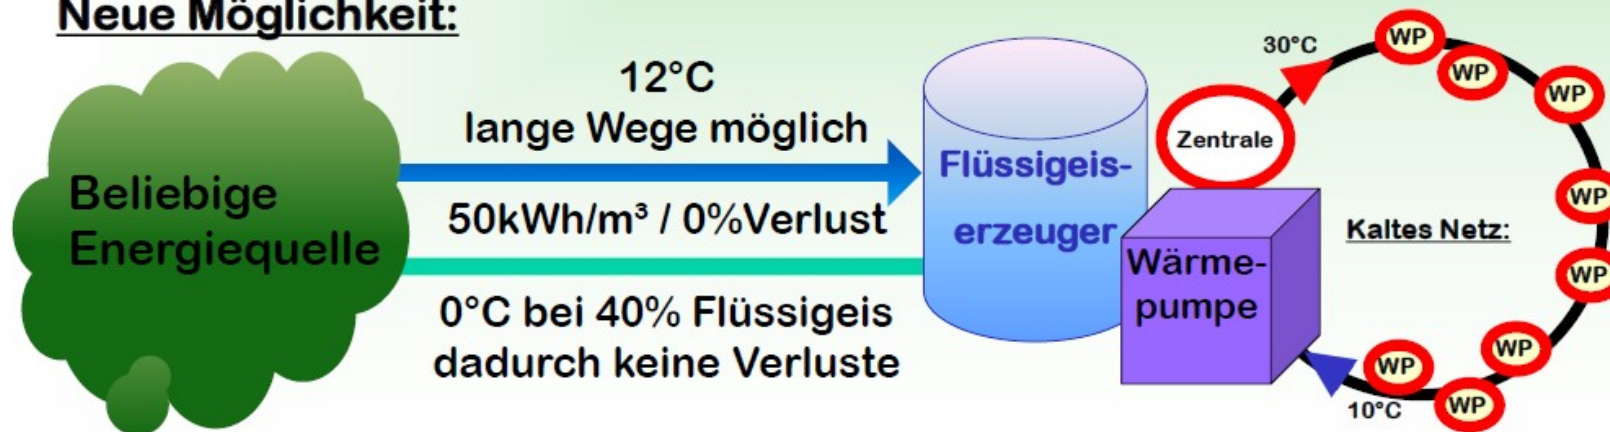 Neue Möglichkeit:
Beliebige
Energiequelle
12°C
lange Wege möglich
50kWh/m³ / 0%Verlust
0°C bei 40% Flüssigeis
dadurch keine Verluste
Flüssigeis-
erzeuger
Wärme-
pumpe
Zentrale
30°C
WP
WP
WP
WP
WP
WP
WP
WP
Kaltes Netz:
10°C